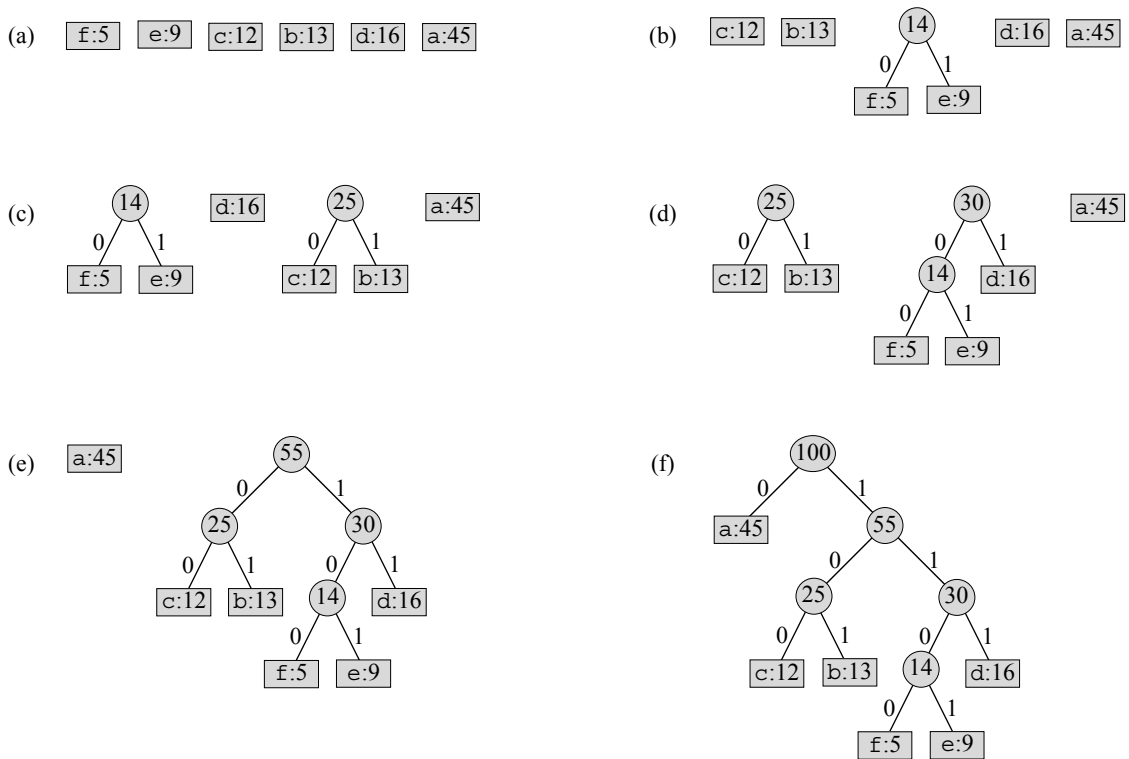 (a) f:5 e:9 c:12 b:13 d:16 a:45
(b) c:12 b:13 14 d:16 a:45
0 1
f:5 e:9
(c) 14 d:16 25 a:45
0 1 0 1
f:5 e:9 c:12 b:13
(d) 25 30 a:45
0 1 0 1
c:12 b:13 14 d:16
0 1
f:5 e:9
(e) a:45 55
0 1
25 30
0 1 0 1
c:12 b:13 14 d:16
0 1
f:5 e:9
(f) 100
0 1
a:45 55
0 1
25 30
0 1 0 1
c:12 b:13 14 d:16
0 1
f:5 e:9